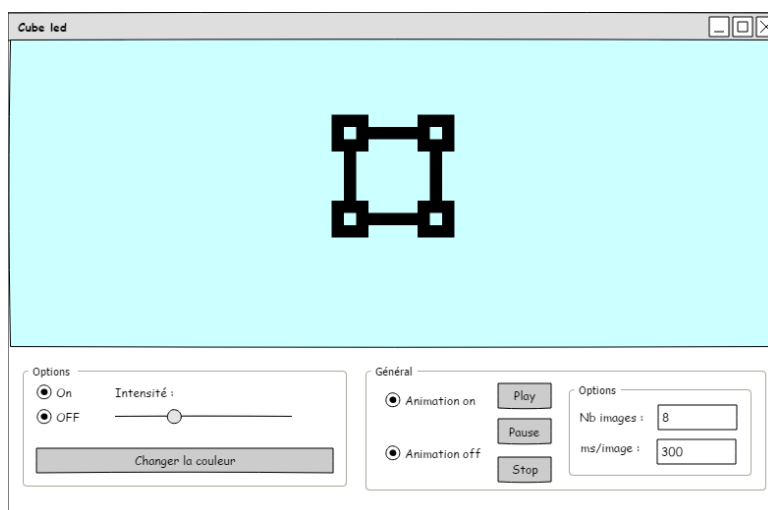 Cube led
Options
On
Intensité :
OFF
Changer la couleur
Général
Animation on
Animation off
Play
Pause
Stop
Options
Nb images :
8
ms/image :
300